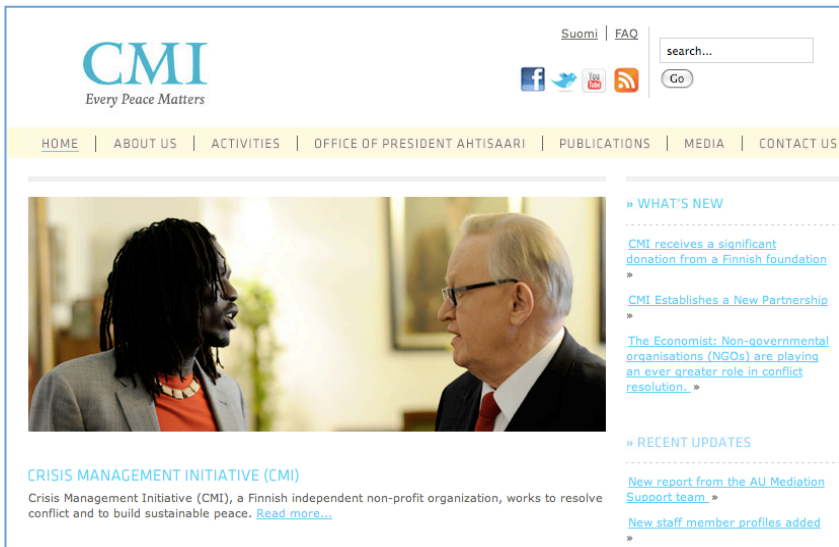 Suomi | FAQ
search...
Go
CMI
Every Peace Matters
You
Tube
HOME | ABOUT US | ACTIVITIES | OFFICE OF PRESIDENT AHTISAARI | PUBLICATIONS | MEDIA | CONTACT US
» WHAT'S NEW
CMI receives a significant
donation from a Finnish foundation
»
CMI Establishes a New Partnership
»
The Economist: Non-governmental
organisations (NGOs) are playing
an ever greater role in conflict
resolution. »
» RECENT UPDATES
New report from the AU Mediation
Support team »
New staff member profiles added
»
CRISIS MANAGEMENT INITIATIVE (CMI)
Crisis Management Initiative (CMI), a Finnish independent non-profit organization, works to resolve
conflict and to build sustainable peace. Read more...